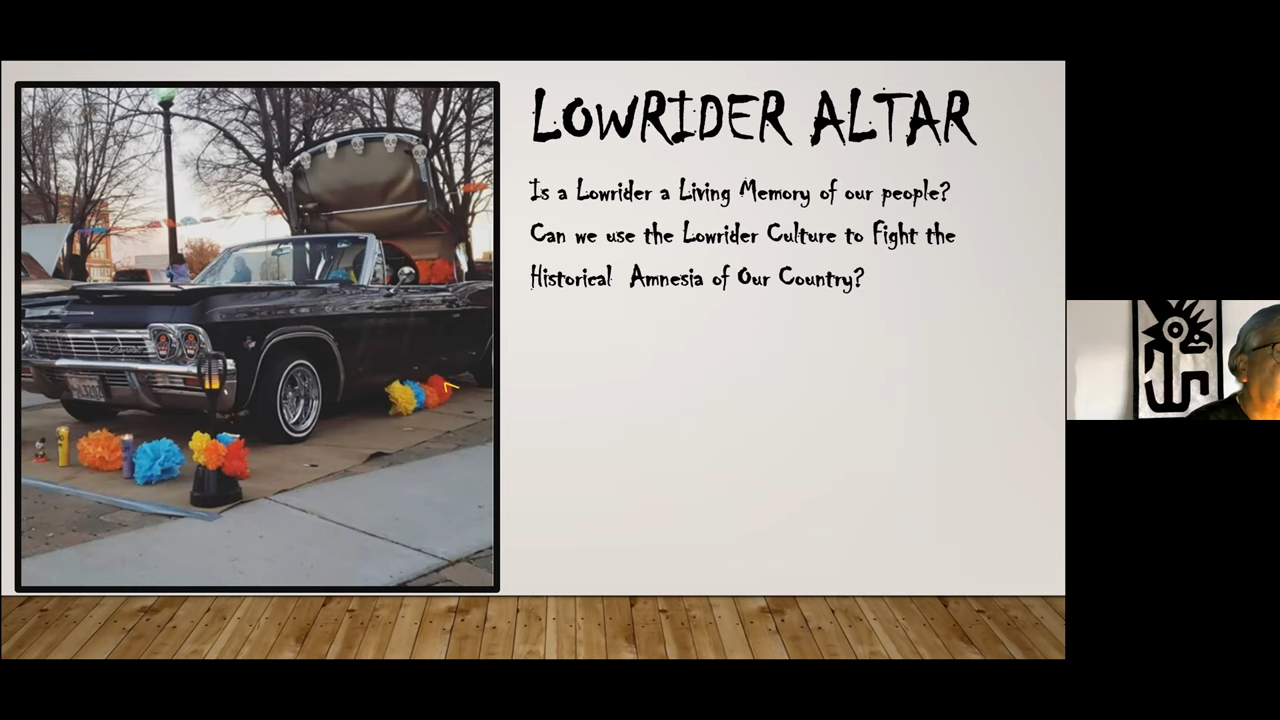 LOWRIDER ALTAR
Is a Lowrider a Living Memory of our people?
Can we use the Lowrider Culture to Fight the
Historical Amnesia of Our Country?